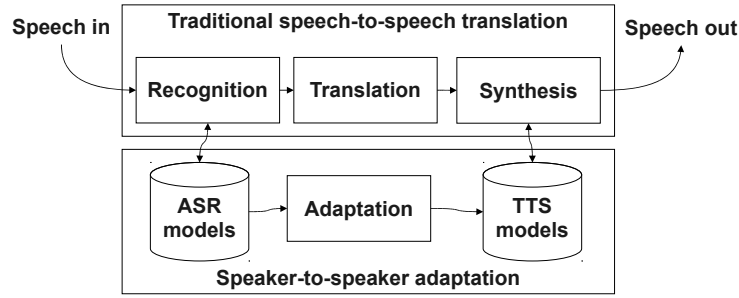 Traditional speech-to-speech translation
Speech in
Speech out
Recognition
Translation
Synthesis
ASR
models
Adaptation
TTS
models
Speaker-to-speaker adaptation